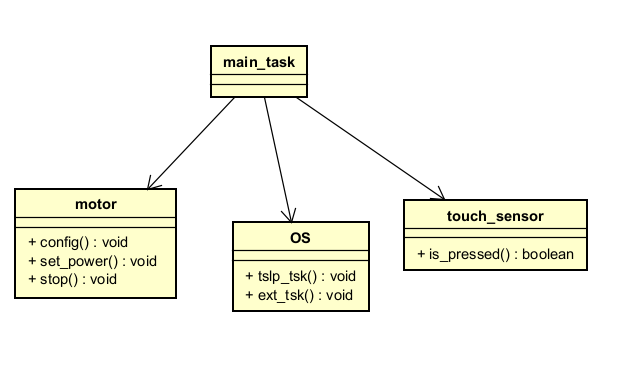 main_task
motor
+ config() : void
+ set_power() : void
+ stop() : void
OS
+ tslp_tsk() : void
+ ext_tsk() : void
touch_sensor
+ is_pressed() : boolean